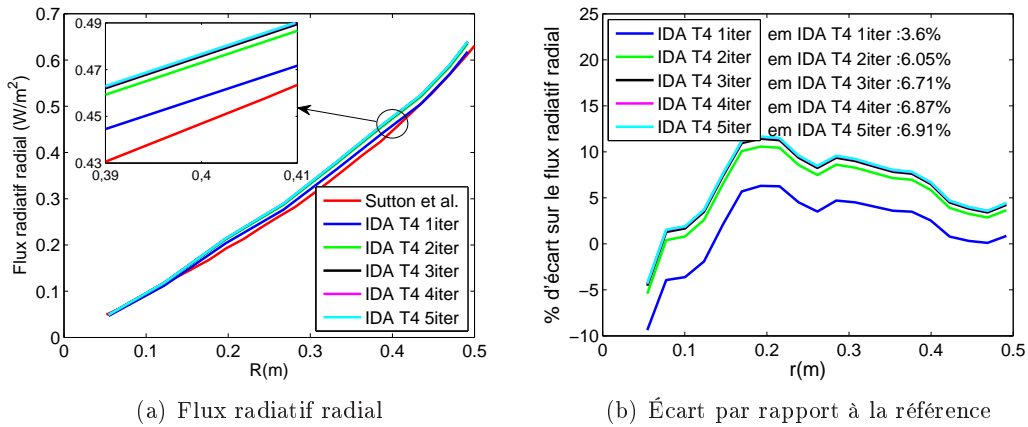 Flux radiatif radial (W/m²)
0.7
0.6
0.5
0.4
0.3
0.2
0.1
0
0 0.1 0.2 0.3 0.4 0.5
R(m)
0.49
0.47
0.45
0.43
0,39 0,4 0,41
Sutton et al.
IDA T4 1iter
IDA T4 2iter
IDA T4 3iter
IDA T4 4iter
IDA T4 5iter
(a) Flux radiatif radial
% d'écart sur le flux radiatif radial
25
20
15
10
5
0
−5
−10
0 0.1 0.2 0.3 0.4 0.5
r(m)
IDA T4 1iter em IDA T4 1iter :3.6%
IDA T4 2iter em IDA T4 2iter :6.05%
IDA T4 3iter em IDA T4 3iter :6.71%
IDA T4 4iter em IDA T4 4iter :6.87%
IDA T4 5iter em IDA T4 5iter :6.91%
(b) Écart par rapport à la référence